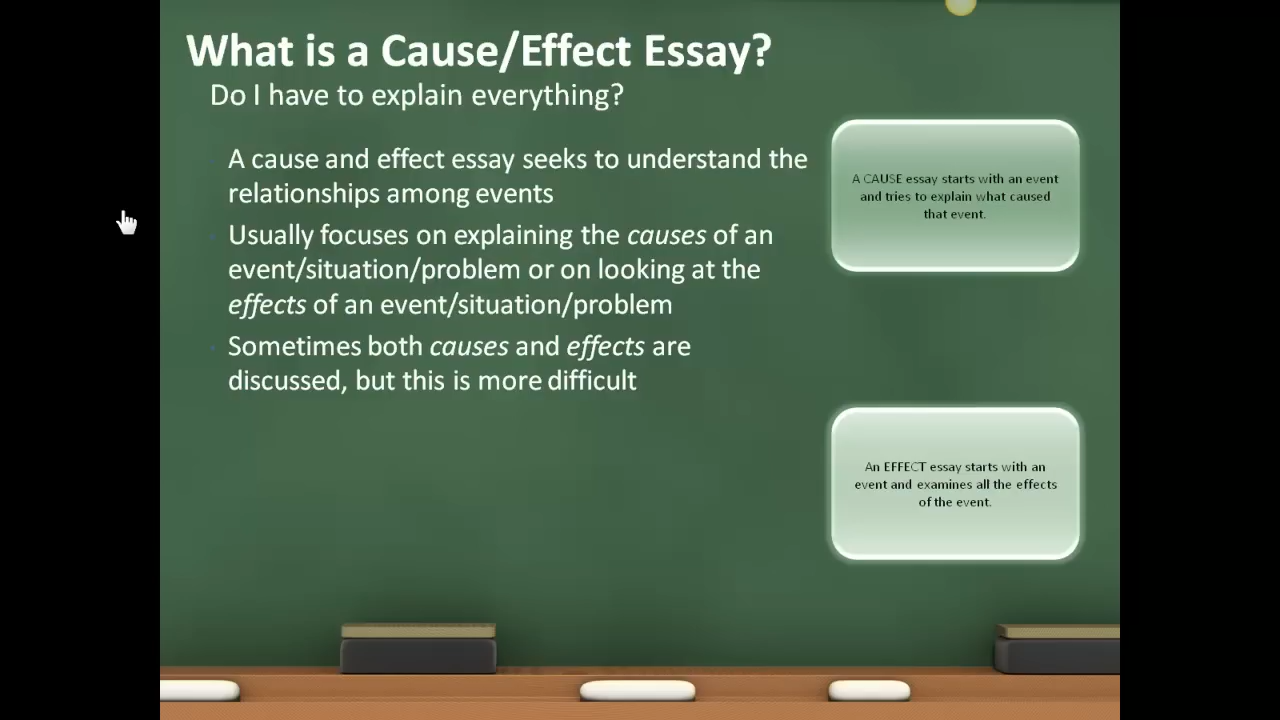 What is a Cause/Effect Essay?
Do I have to explain everything?
A cause and effect essay seeks to understand the
relationships among events
Usually focuses on explaining the causes of an
event/situation/problem or on looking at the
effects of an event/situation/problem
Sometimes both causes and effects are
discussed, but this is more difficult
A CAUSE essay starts with an event
and tries to explain what caused
that event.
An EFFECT essay starts with an
event and examines all the effects
of the event.